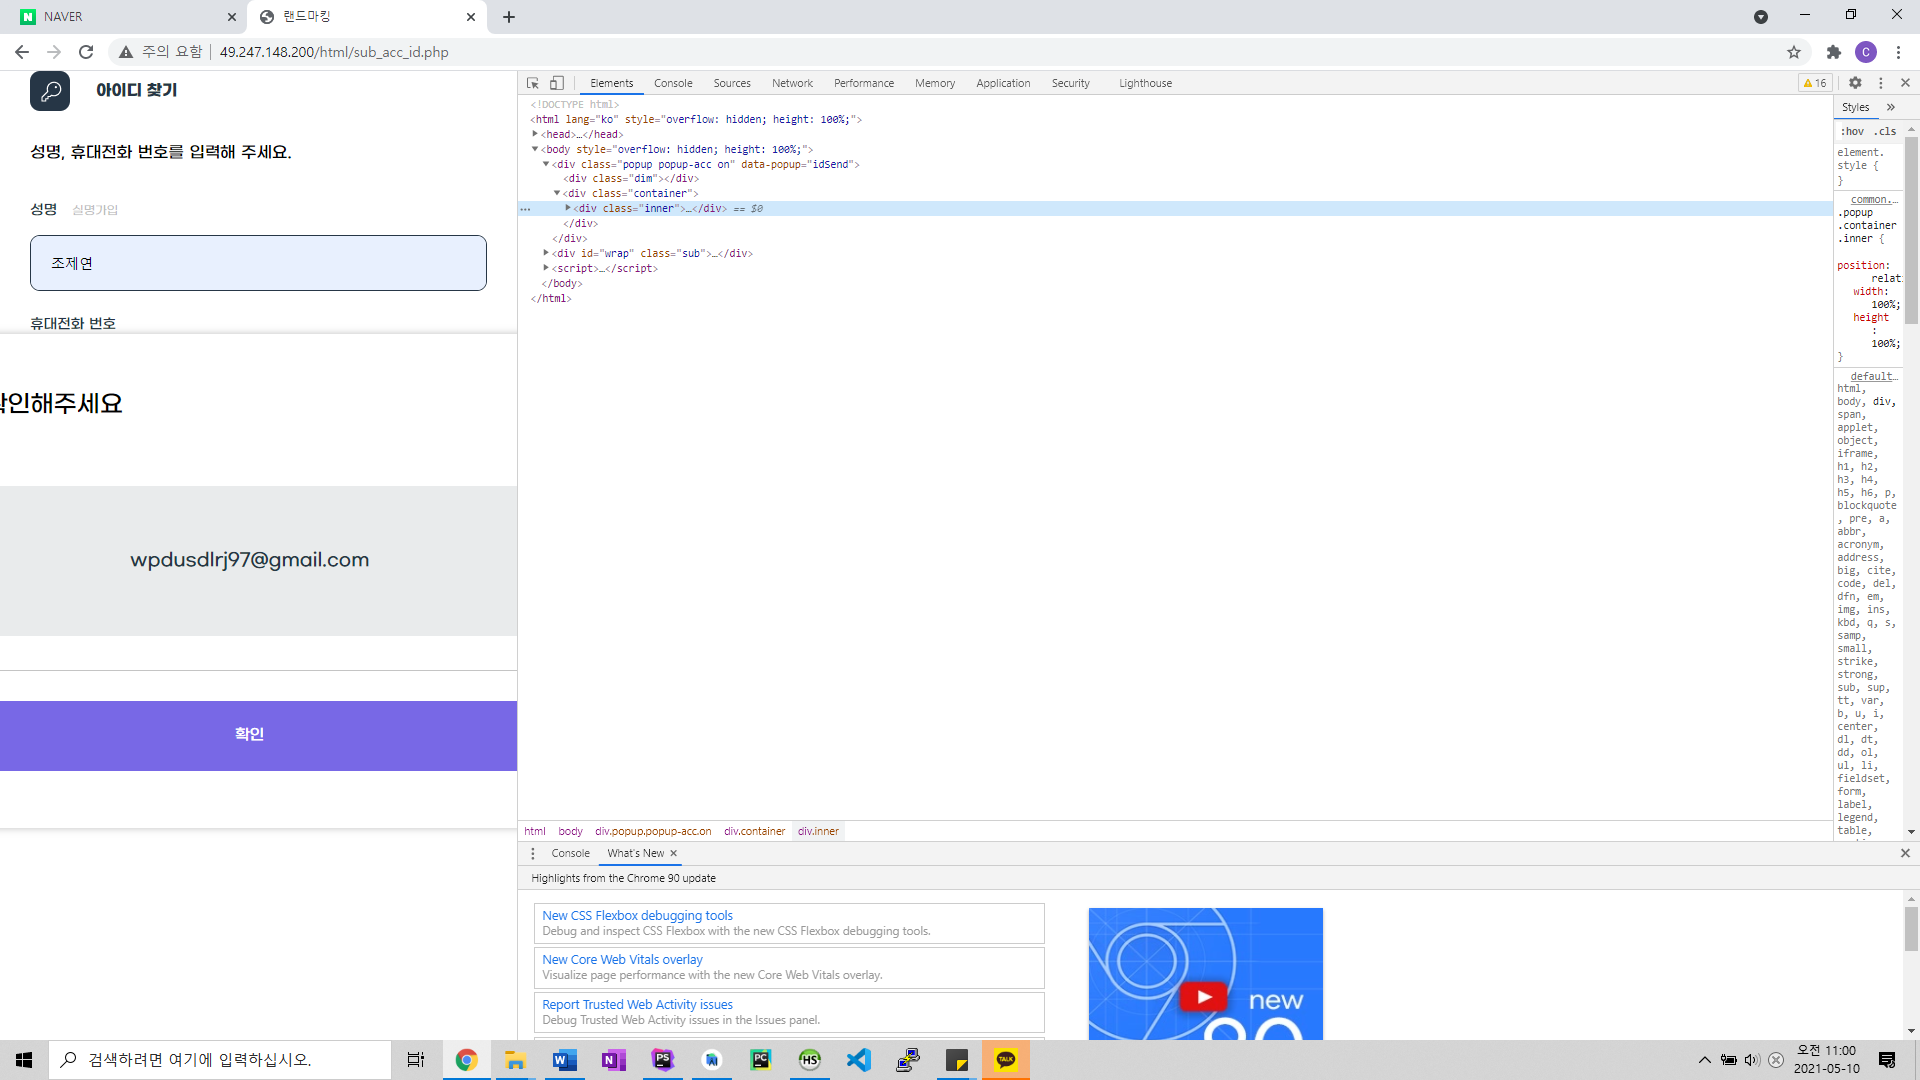 NAVER
랜드마킹
주의 요함
49.247.148.200/html/sub_acc_id.php
C
아이디 찾기
성명, 휴대전화 번호를 입력해 주세요.
성명 실명가입
조제연
휴대전화 번호
확인해주세요
wpdusdlrj97@gmail.com
확인
Elements Console Sources Network Performance Memory Application Security Lighthouse
16
<!DOCTYPE html>
<html lang="ko" style="overflow: hidden; height: 100%;">
<head>…</head>
<body style="overflow: hidden; height: 100%;">
<div class="popup popup-acc on" data-popup="idSend">
<div class="dim"></div>
<div class="container">
<div class="inner">…</div> == $0
</div>
</div>
<div id="wrap" class="sub">…</div>
<script>…</script>
</body>
</html>
html body div.popup.popup-acc.on div.container div.inner
Styles »
:hov .cls
element.
style {
}
common.…
.popup
.container
.inner {
position:
relat
width:
100%;
height
:
100%;
}
default…
html,
body, div,
span,
applet,
object,
iframe,
h1, h2,
h3, h4,
h5, h6, p,
blockquote
, pre, a,
abbr,
acronym,
address,
big, cite,
code, del,
dfn, em,
img, ins,
kbd, q, s,
samp,
small,
strike,
strong,
sub, sup,
tt, var,
b, u, i,
center,
dl, dt,
dd, ol,
ul, li,
fieldset,
form,
label,
legend,
table,
Console What's New
Highlights from the Chrome 90 update
New CSS Flexbox debugging tools
Debug and inspect CSS Flexbox with the new CSS Flexbox debugging tools.
New Core Web Vitals overlay
Visualize page performance with the new Core Web Vitals overlay.
Report Trusted Web Activity issues
Debug Trusted Web Activity issues in the Issues panel.
new
90
검색하려면 여기에 입력하십시오.
오전 11:00
2021-05-10